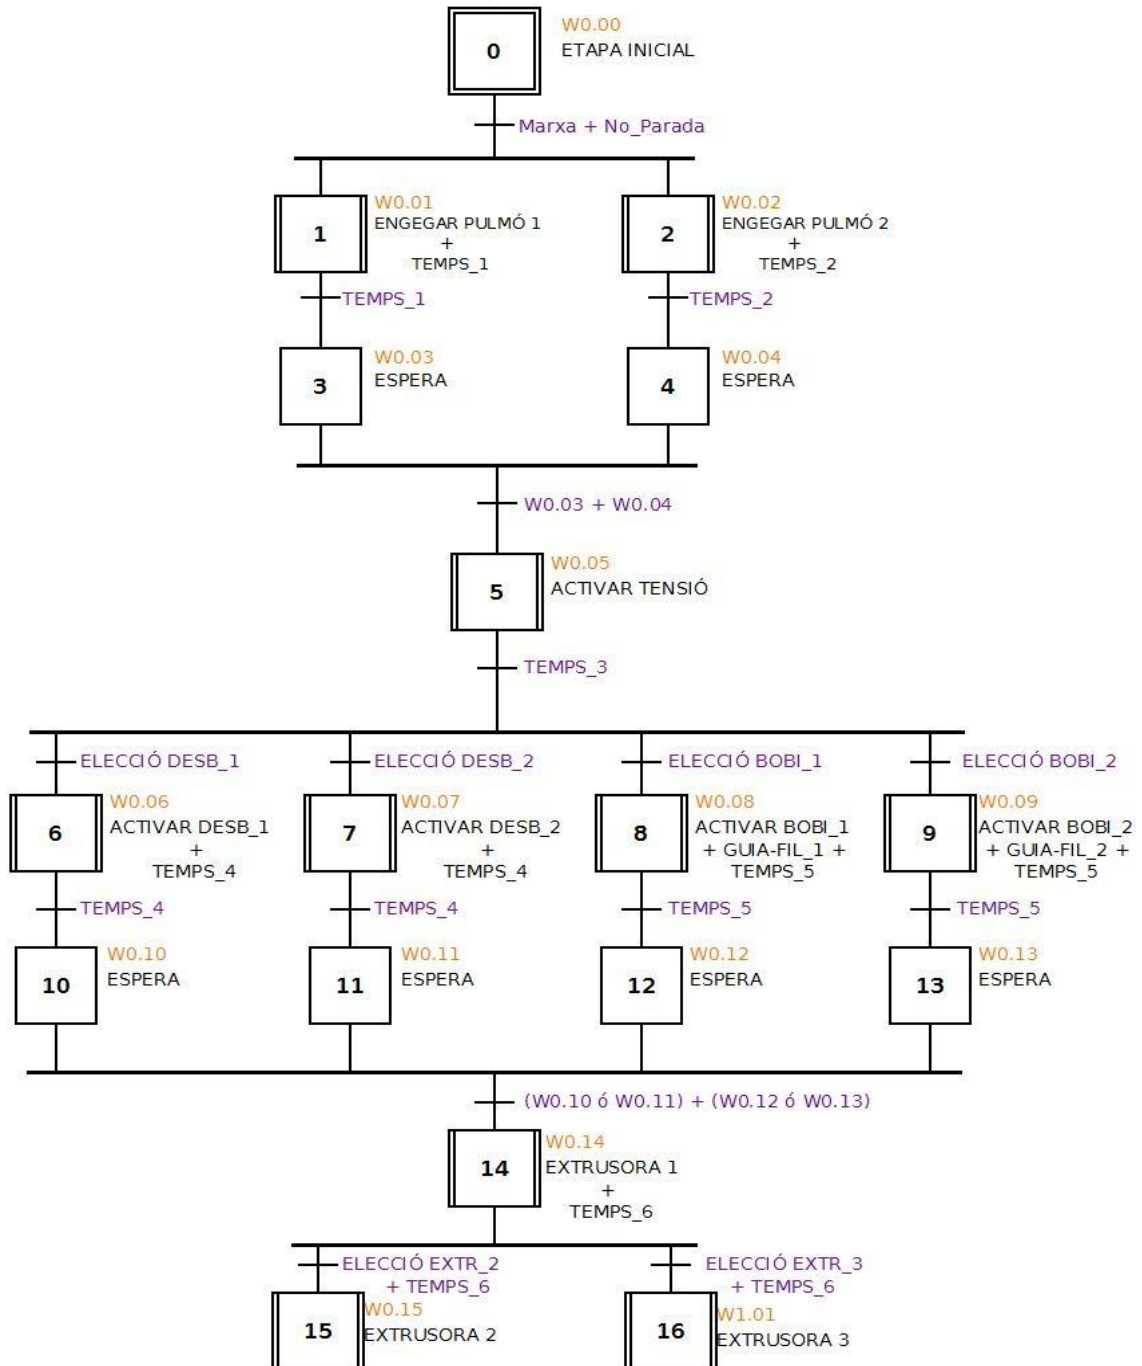 W0.00
0
ETAPA INICIAL
Marxa + No_Parada
W0.01
1
ENGEGAR PULMÓ 1
+
TEMPS_1
W0.02
2
ENGEGAR PULMÓ 2
+
TEMPS_2
TEMPS_1
TEMPS_2
W0.03
3
ESPERA
W0.04
4
ESPERA
W0.03 + W0.04
W0.05
5
ACTIVAR TENSIÓ
TEMPS_3
ELECCIÓ DESB_1
ELECCIÓ DESB_2
ELECCIÓ BOBI_1
ELECCIÓ BOBI_2
W0.06
6
ACTIVAR DESB_1
+
TEMPS_4
W0.07
7
ACTIVAR DESB_2
+
TEMPS_4
W0.08
8
ACTIVAR BOBI_1
+ GUIA-FIL_1 +
TEMPS_5
W0.09
9
ACTIVAR BOBI_2
+ GUIA-FIL_2 +
TEMPS_5
TEMPS_4
TEMPS_4
TEMPS_5
TEMPS_5
W0.10
10
ESPERA
W0.11
11
ESPERA
W0.12
12
ESPERA
W0.13
13
ESPERA
(W0.10 ó W0.11) + (W0.12 ó W0.13)
W0.14
14
EXTRUSORA 1
+
TEMPS_6
ELECCIÓ EXTR_2
+ TEMPS_6
ELECCIÓ EXTR_3
+ TEMPS_6
W0.15
15
EXTRUSORA 2
W1.01
16
EXTRUSORA 3